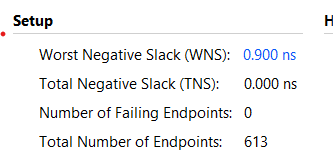 Setup
Worst Negative Slack (WNS): 0.900 ns
Total Negative Slack (TNS): 0.000 ns
Number of Failing Endpoints: 0
Total Number of Endpoints: 613
H